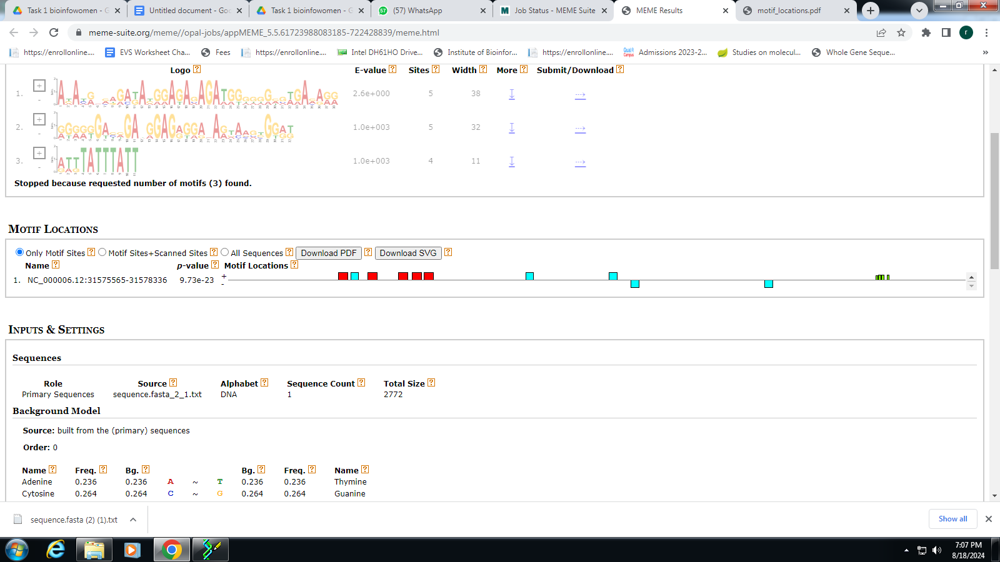 Task 1 bioinfowomen - G
Untitled document - Goo
Task 1 bioinfowomen - G
(57) WhatsApp
Job Status - MEME Suite
MEME Results
motif_locations.pdf
meme-suite.org/meme//opal-jobs/appMEME_5.5.61723988083185-722428839/meme.html
r
https://enrollonline....
EVS Worksheet Cha...
Fees
https://enrollonline....
Intel DH61HO Drive...
Institute of Bioinfor...
https://enrollonline....
Admissions 2023-2...
Studies on molecul...
Whole Gene Seque...
»
Logo ? E-value ? Sites ? Width ? More ? Submit/Download ?
1. + - 2.6e+000 5 38
2. + - 1.0e+003 5 32
3. + - TATTTATT 1.0e+003 4 11
Stopped because requested number of motifs (3) found.
Motif Locations
Only Motif Sites ? Motif Sites+Scanned Sites ? All Sequences ? Download PDF ? Download SVG ?
Name ? p-value ? Motif Locations ?
1. NC_000006.12:31575565-31578336 9.73e-23 + -
Inputs & Settings
Sequences
Role Source ? Alphabet ? Sequence Count ? Total Size ?
Primary Sequences sequence.fasta_2_1.txt DNA 1 2772
Background Model
Source: built from the (primary) sequences
Order: 0
Name ? Freq. ? Bg. ? Bg. ? Freq. ? Name ?
Adenine 0.236 0.236 A ~ T 0.236 0.236 Thymine
Cytosine 0.264 0.264 C ~ G 0.264 0.264 Guanine
sequence.fasta (2) (1).txt
Show all
7:07 PM
8/18/2024